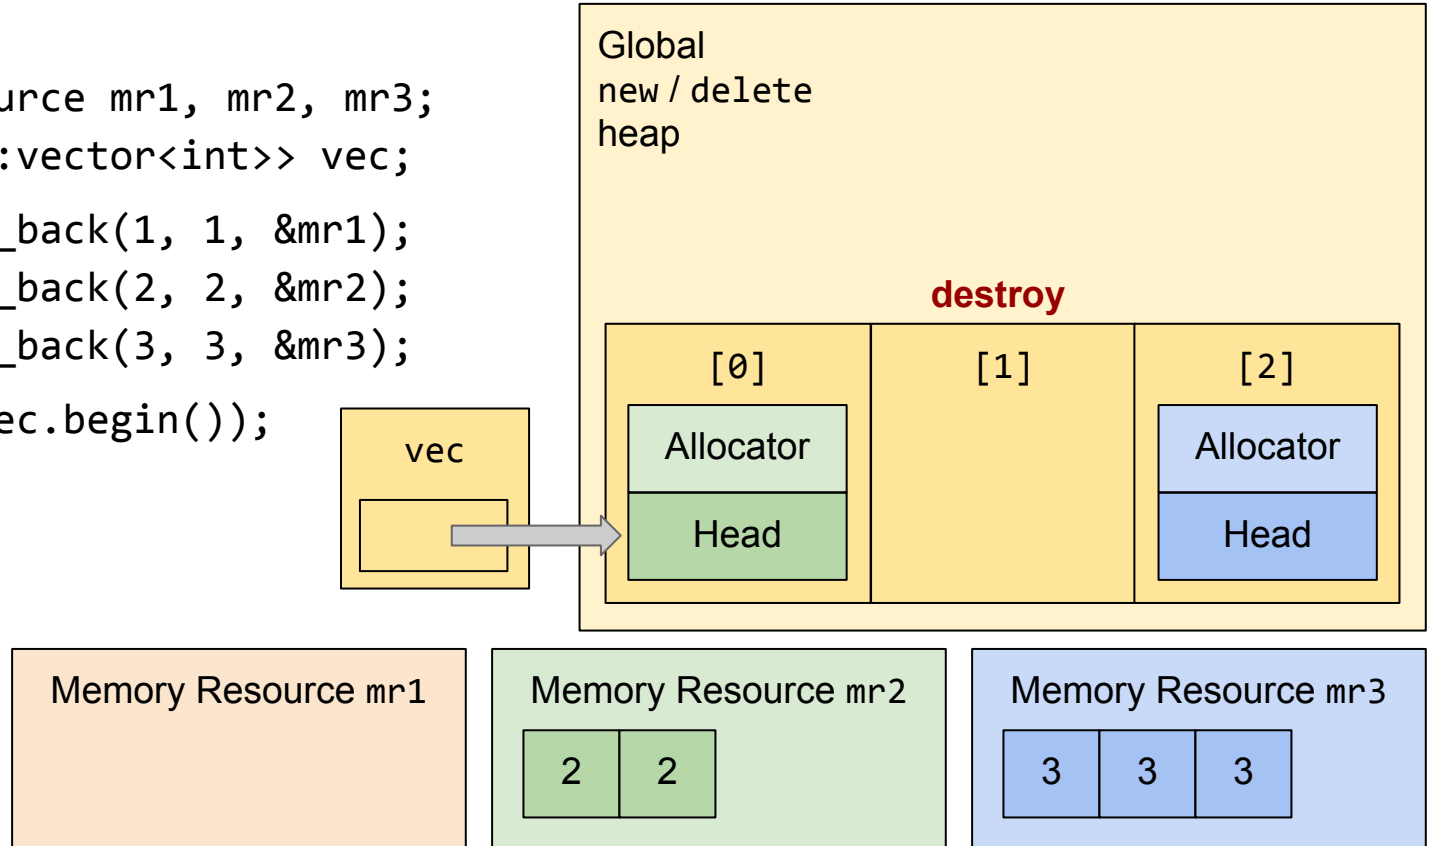 urce mr1, mr2, mr3;
:vector<int>> vec;
_back(1, 1, &mr1);
_back(2, 2, &mr2);
_back(3, 3, &mr3);
ec.begin());
Global
new / delete
heap
destroy
[0] [1] [2]
vec
Allocator Allocator
Head Head
Memory Resource mr1
Memory Resource mr2
2 2
Memory Resource mr3
3 3 3